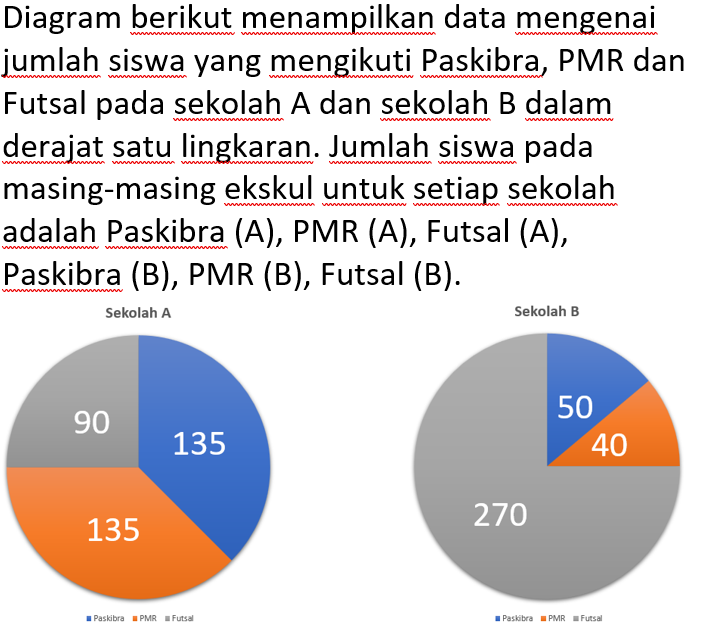 Diagram berikut menampilkan data mengenai
jumlah siswa yang mengikuti Paskibra, PMR dan
Futsal pada sekolah A dan sekolah B dalam
derajat satu lingkaran. Jumlah siswa pada
masing-masing ekskul untuk setiap sekolah
adalah Paskibra (A), PMR (A), Futsal (A),
Paskibra (B), PMR (B), Futsal (B).
Sekolah A
90
135
135
Paskibra PMR Futsal
Sekolah B
50
40
270
Paskibra PMR Futsal